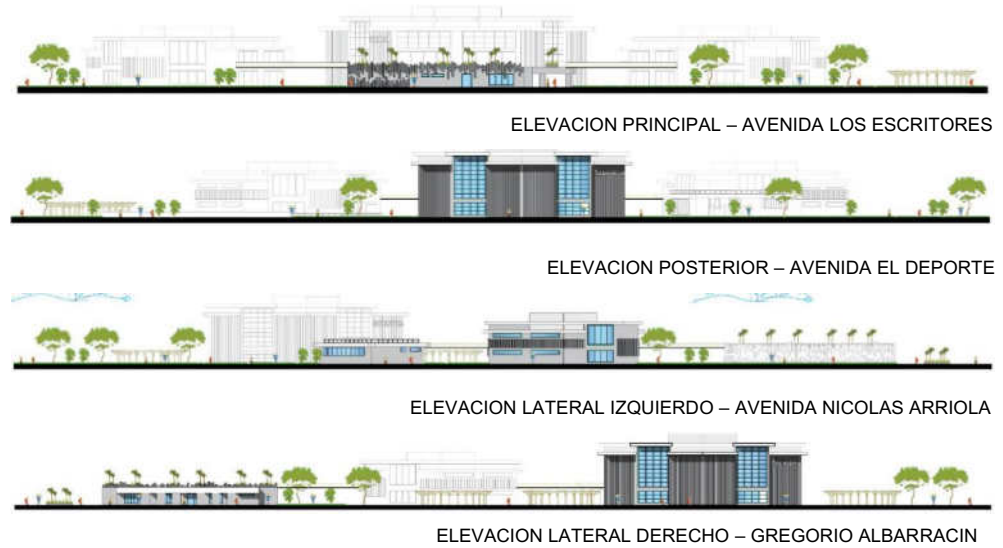 ELEVACION PRINCIPAL – AVENIDA LOS ESCRITORES
ELEVACION POSTERIOR – AVENIDA EL DEPORTE
ELEVACION LATERAL IZQUIERDO – AVENIDA NICOLAS ARRIOLA
ELEVACION LATERAL DERECHO – GREGORIO ALBARRACIN